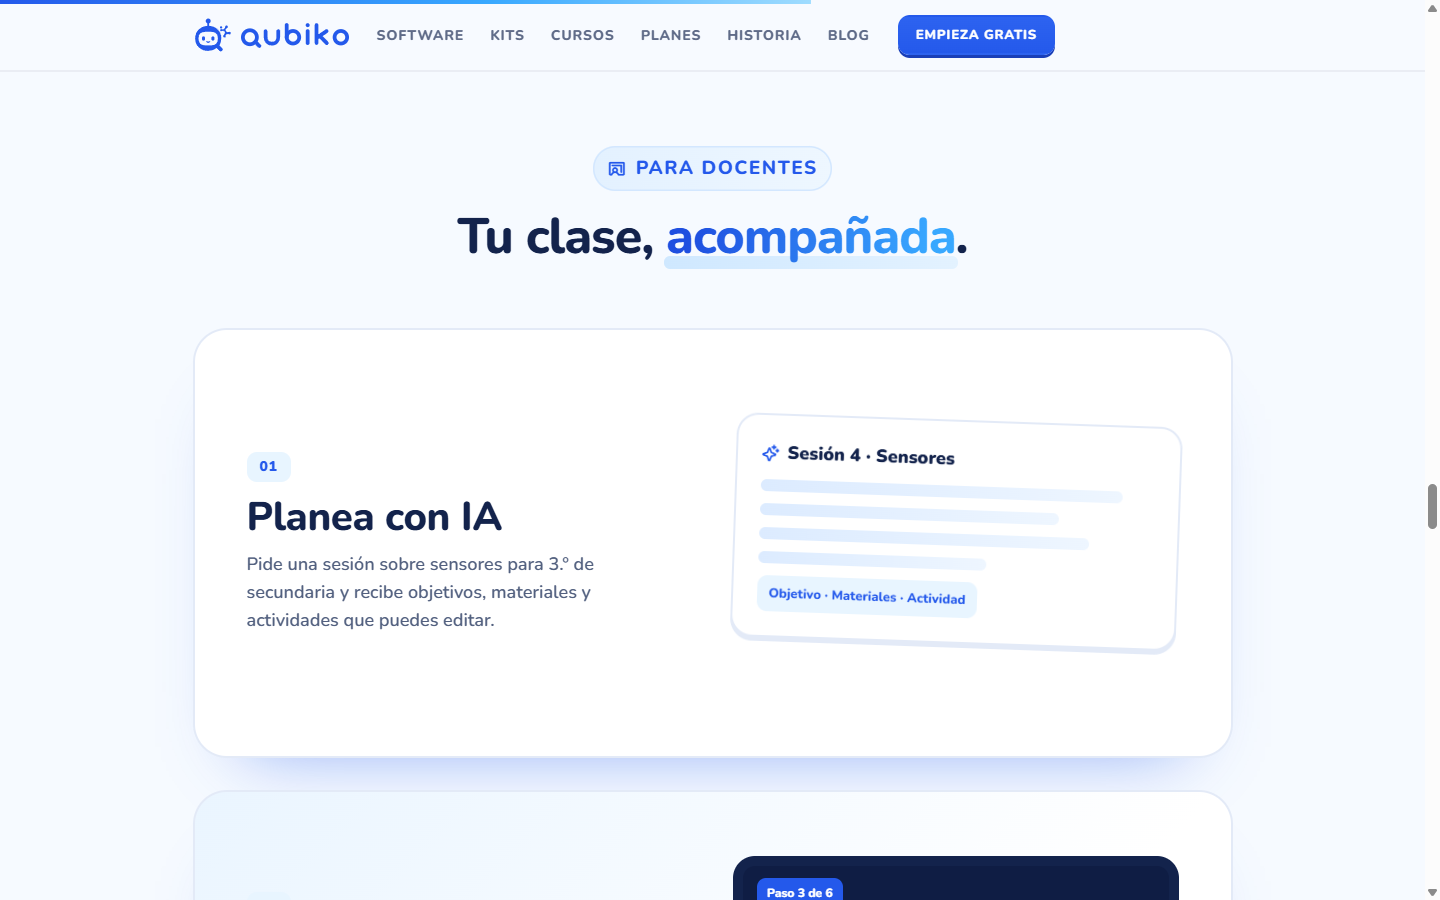 qubiko
SOFTWARE KITS CURSOS PLANES HISTORIA BLOG EMPIEZA GRATIS
PARA DOCENTES
Tu clase, acompañada.
01
Planea con IA
Pide una sesión sobre sensores para 3.º de
secundaria y recibe objetivos, materiales y
actividades que puedes editar.
Sesión 4 · Sensores
Objetivo · Materiales · Actividad
Paso 3 de 6